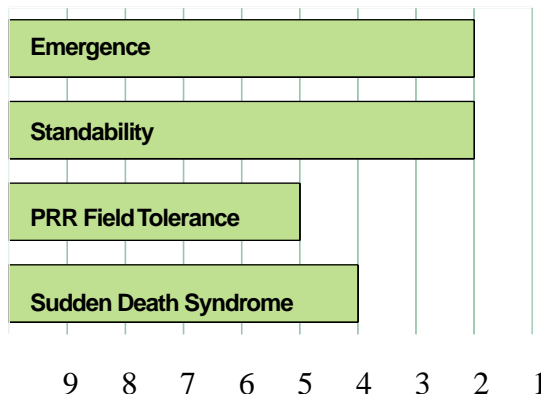 Emergence
Standability
PRR Field Tolerance
Sudden Death Syndrome
9 8 7 6 5 4 3 2 1